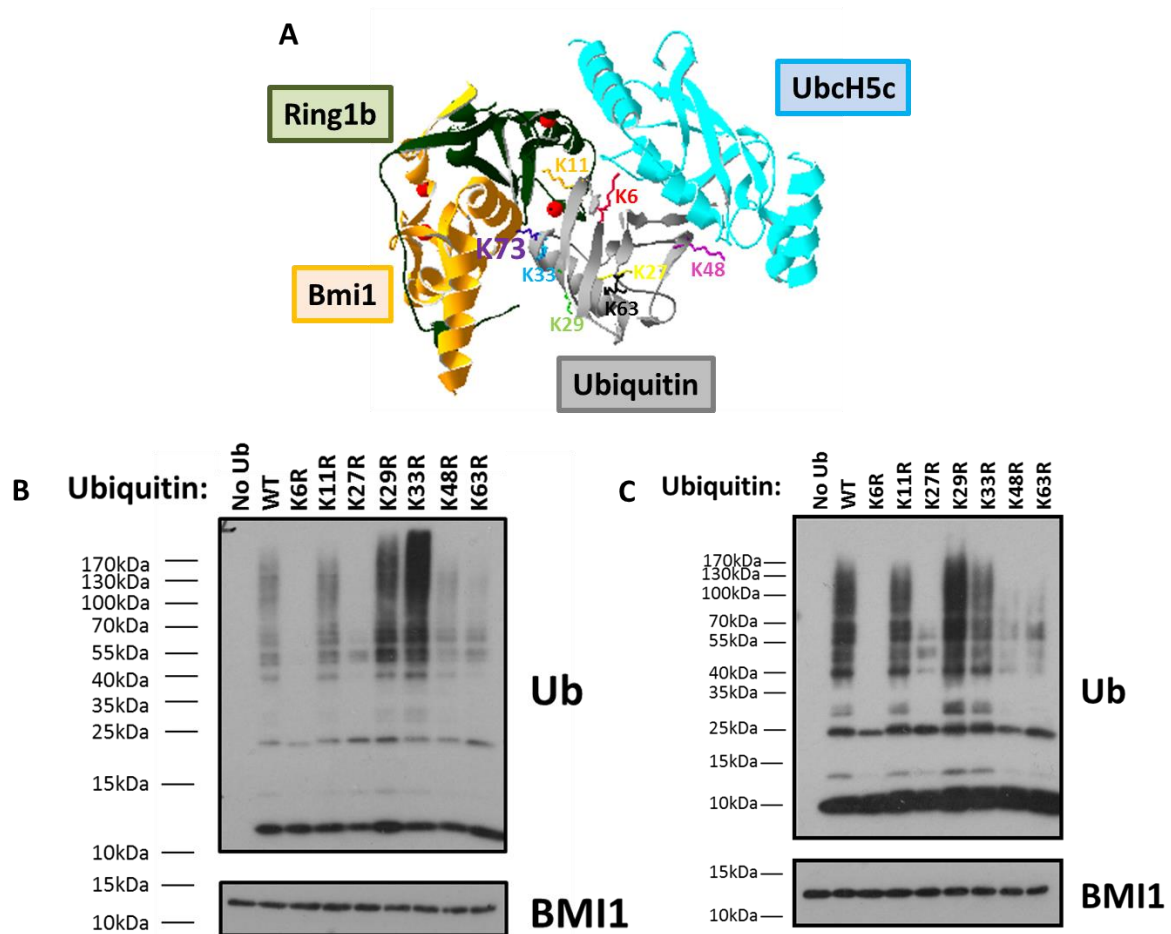 A
Ring1b
UbcH5c
Bmi1
Ubiquitin
K11
K6
K73
K33
K27
K48
K63
K29
B
Ubiquitin:
No Ub
WT
K6R
K11R
K27R
K29R
K33R
K48R
K63R
170kDa
130kDa
100kDa
70kDa
55kDa
40kDa
35kDa
25kDa
15kDa
10kDa
Ub
15kDa
10kDa
BMI1
C
Ubiquitin:
No Ub
WT
K6R
K11R
K27R
K29R
K33R
K48R
K63R
170kDa
130kDa
100kDa
70kDa
55kDa
40kDa
35kDa
25kDa
15kDa
10kDa
Ub
15kDa
10kDa
BMI1